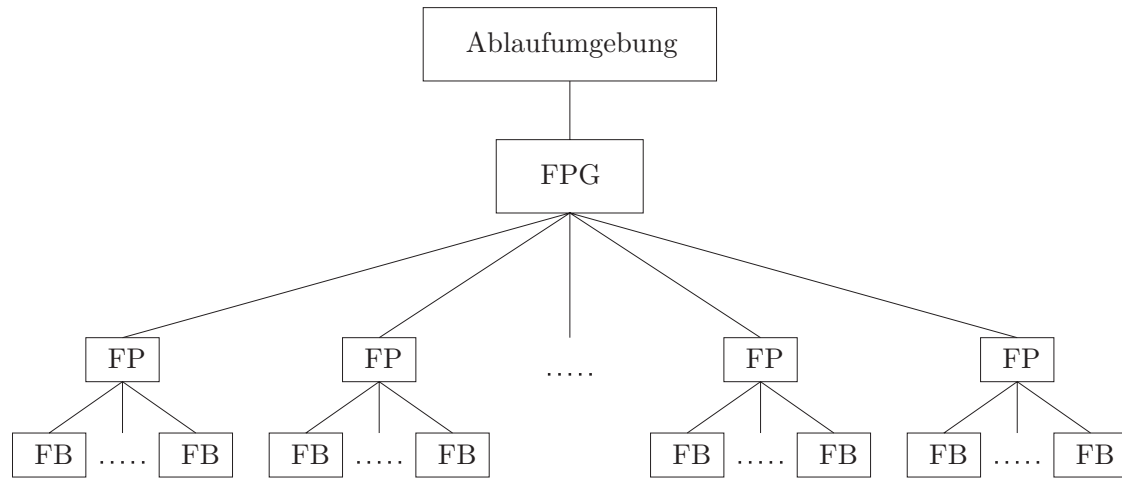 Ablaufumgebung
FPG
FP FP ..... FP FP
FB ..... FB FB ..... FB FB ..... FB FB ..... FB